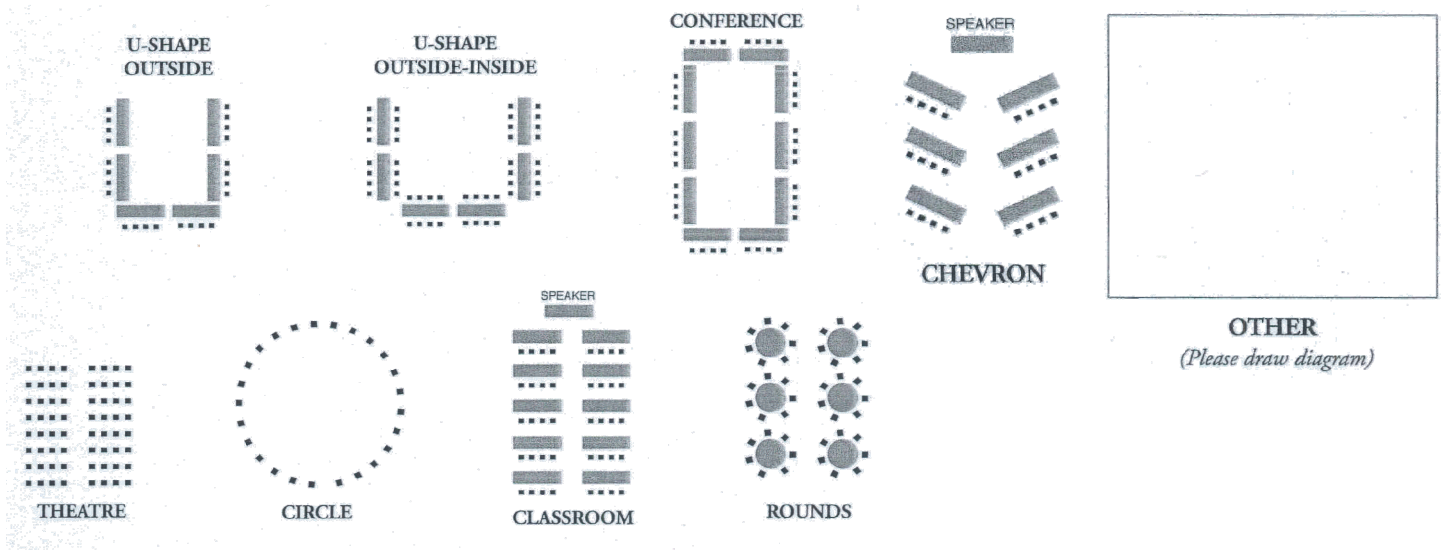 U-SHAPE
OUTSIDE
U-SHAPE
OUTSIDE-INSIDE
CONFERENCE
SPEAKER
CHEVRON
OTHER
(Please draw diagram)
THEATRE
CIRCLE
SPEAKER
CLASSROOM
ROUNDS